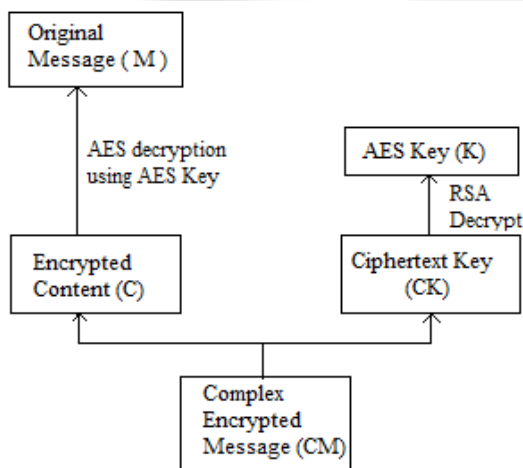 Original
Message ( M )
AES decryption
using AES Key
AES Key (K)
RSA
Decrypt
Encrypted
Content (C)
Ciphertext Key
(CK)
Complex
Encrypted
Message (CM)